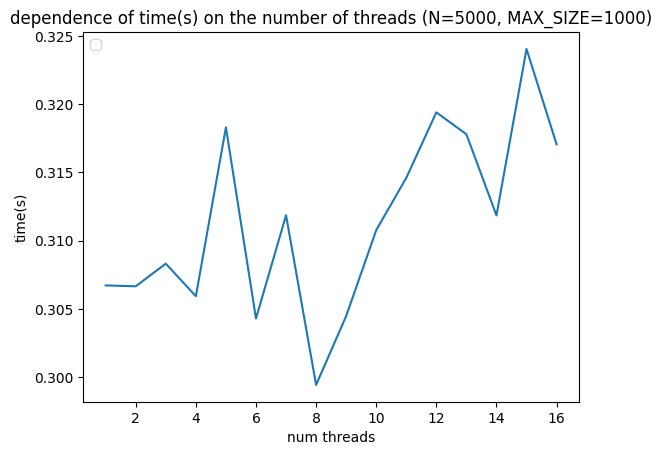 dependence of time(s) on the number of threads (N=5000, MAX_SIZE=1000)
0.325
0.320
0.315
0.310
0.305
0.300
time(s)
2 4 6 8 10 12 14 16
num threads